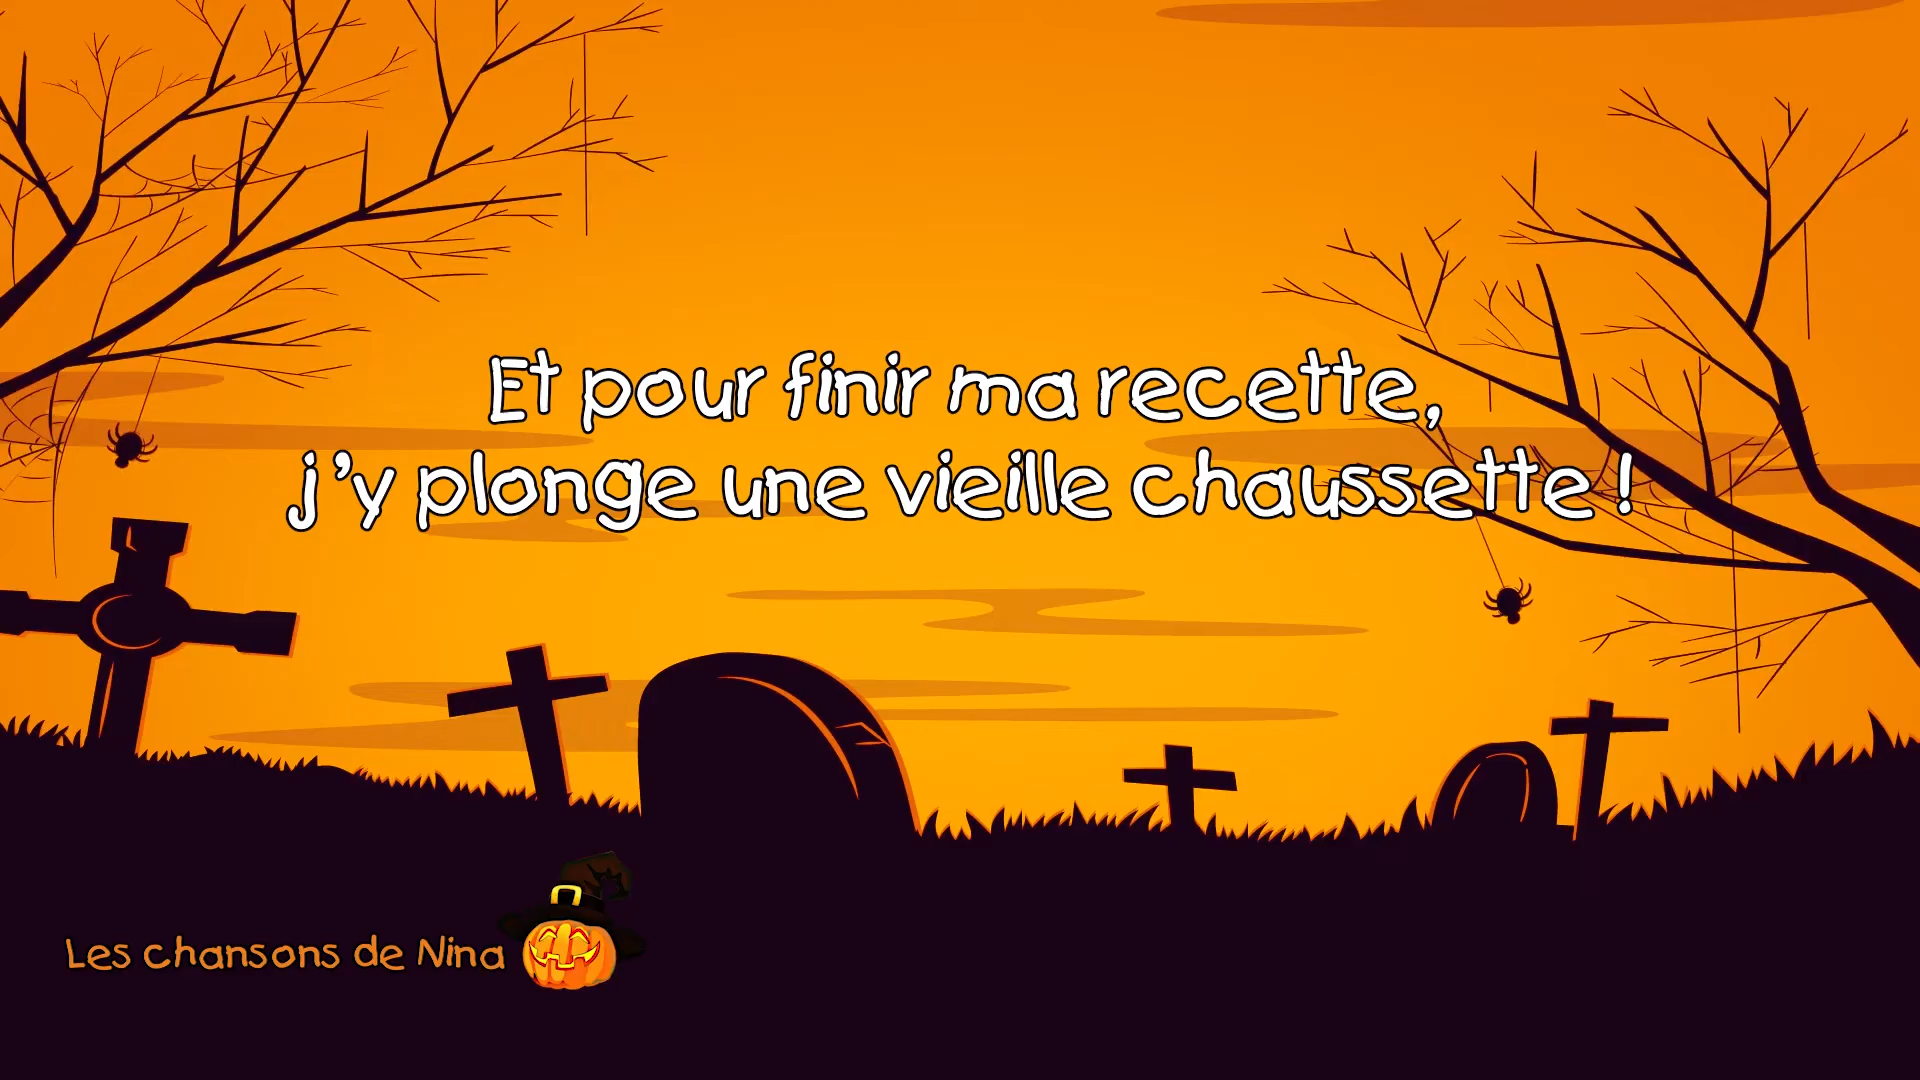 Et pour finir ma recette,
j'y plonge une vieille chaussette !
Les chansons de Nina